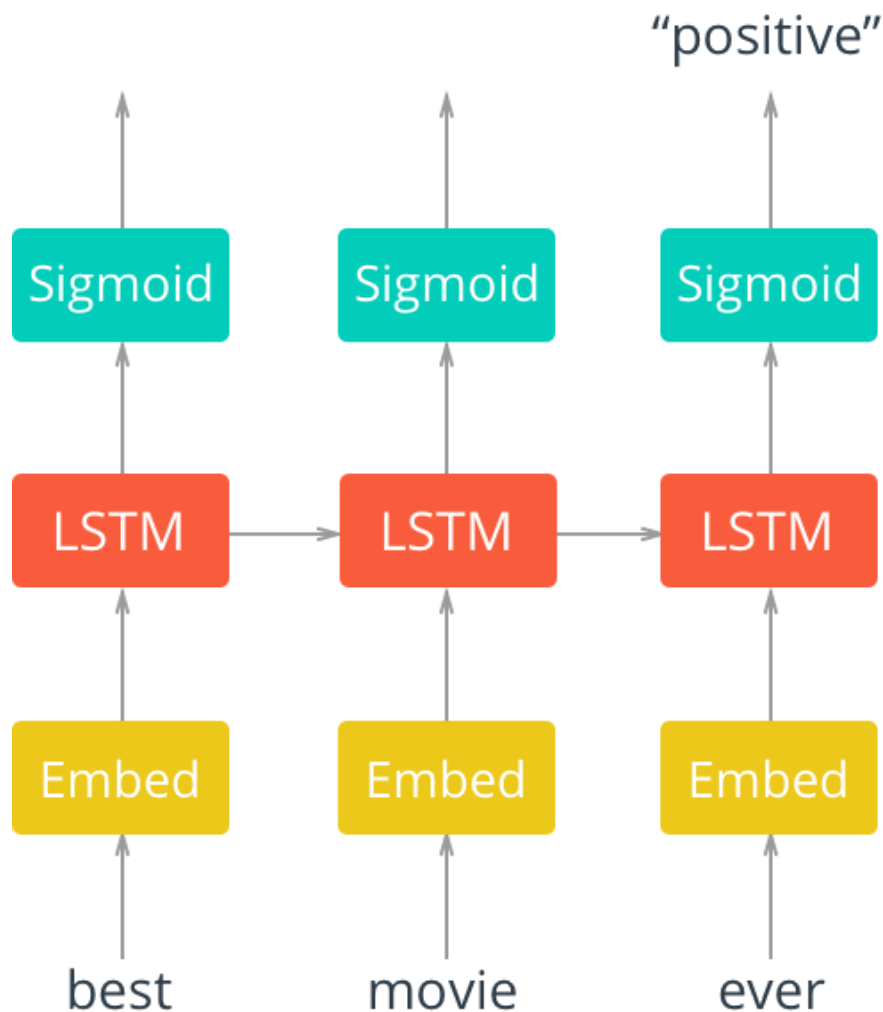 “positive”
Sigmoid Sigmoid Sigmoid
LSTM LSTM LSTM
Embed Embed Embed
best movie ever